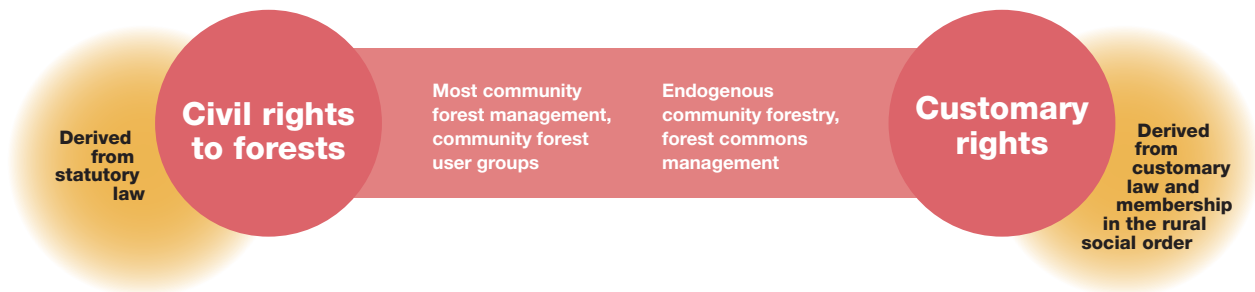 Derived
from
statutory
law
Civil rights
to forests
Most community
forest management,
community forest
user groups
Endogenous
community forestry,
forest commons
management
Customary
rights
Derived
from
customary
law and
membership
in the rural
social order